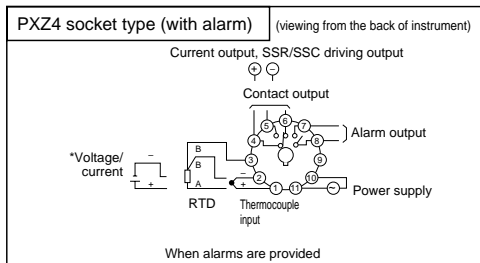 PXZ4 socket type (with alarm) (viewing from the back of instrument)
Current output, SSR/SSC driving output
+ −
Contact output
5 6 7
4 8
Alarm output
*Voltage/
current
−
+
B
B
A
RTD
3
2
−
+
Thermocouple
input
1
11
10
9
~
Power supply
When alarms are provided